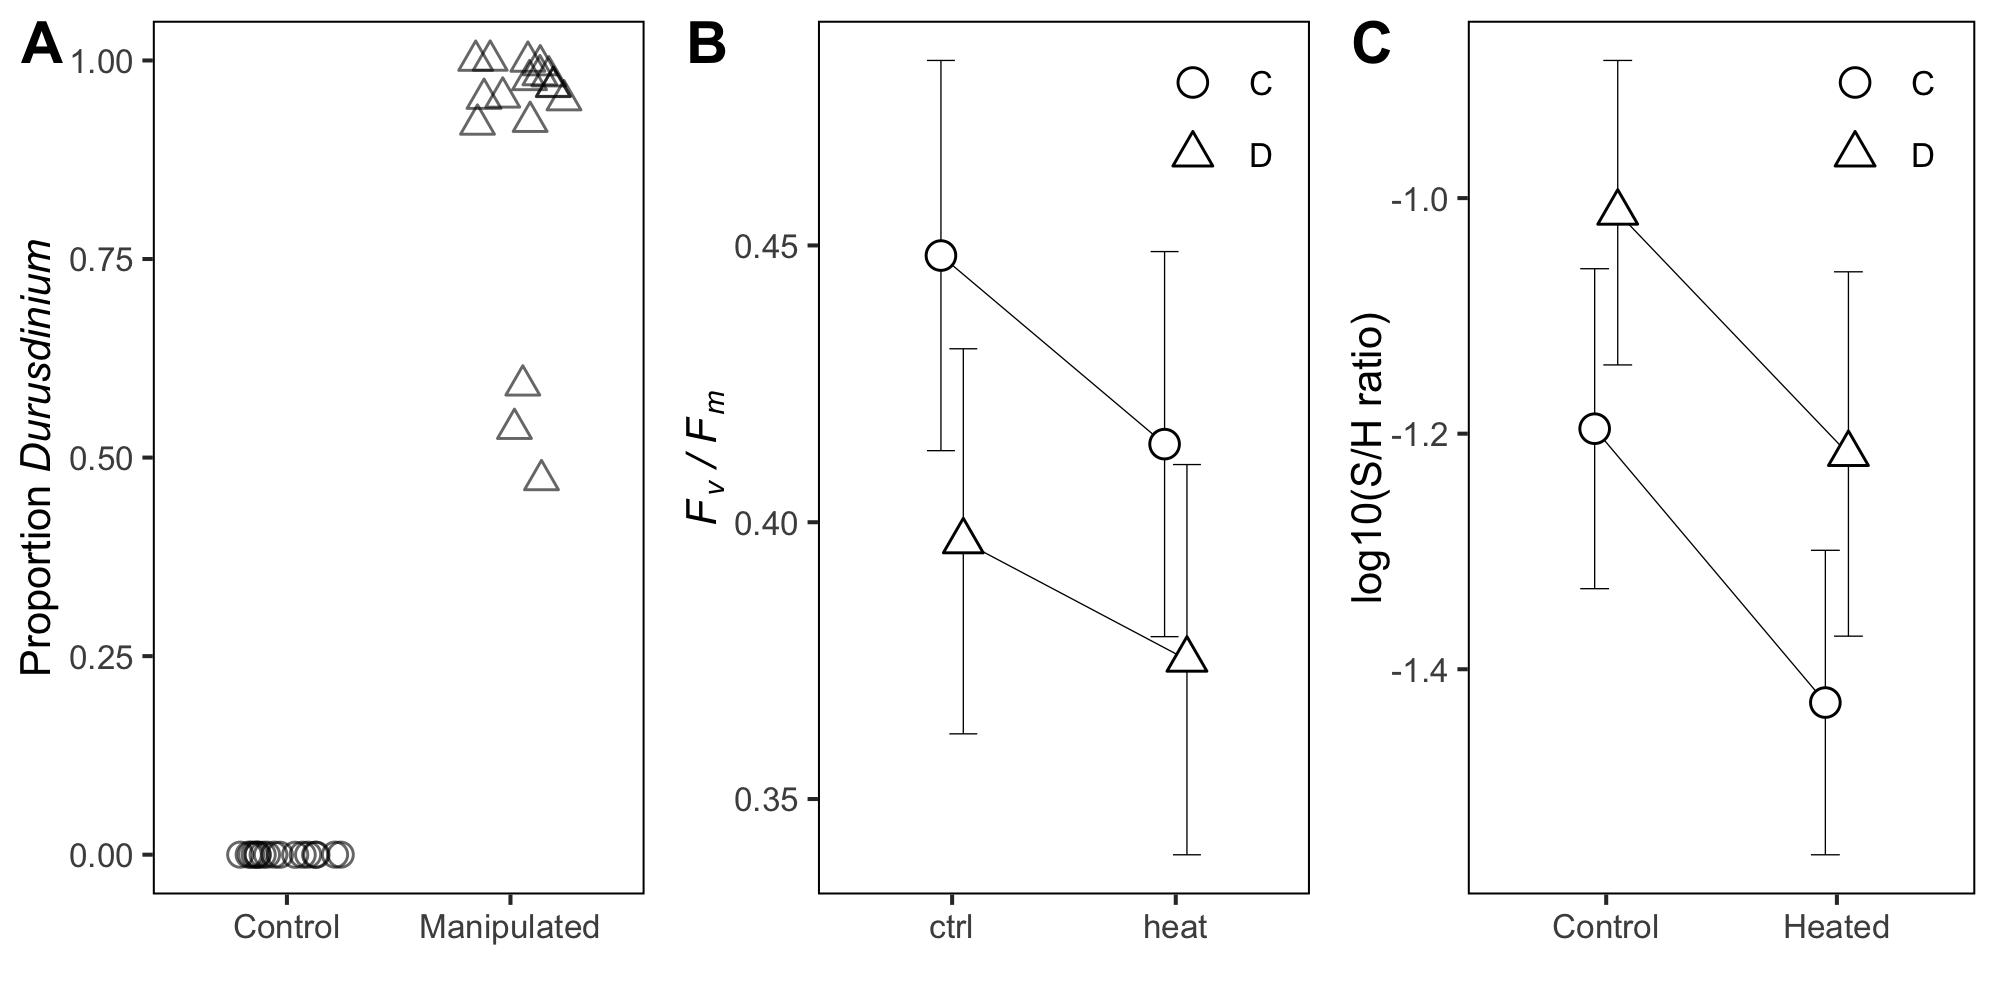 A
Proportion Durusdinium
1.00
0.75
0.50
0.25
0.00
Control Manipulated
B
Fv / Fm
0.45
0.40
0.35
C
D
ctrl heat
C
log10(S/H ratio)
-1.0
-1.2
-1.4
C
D
Control Heated